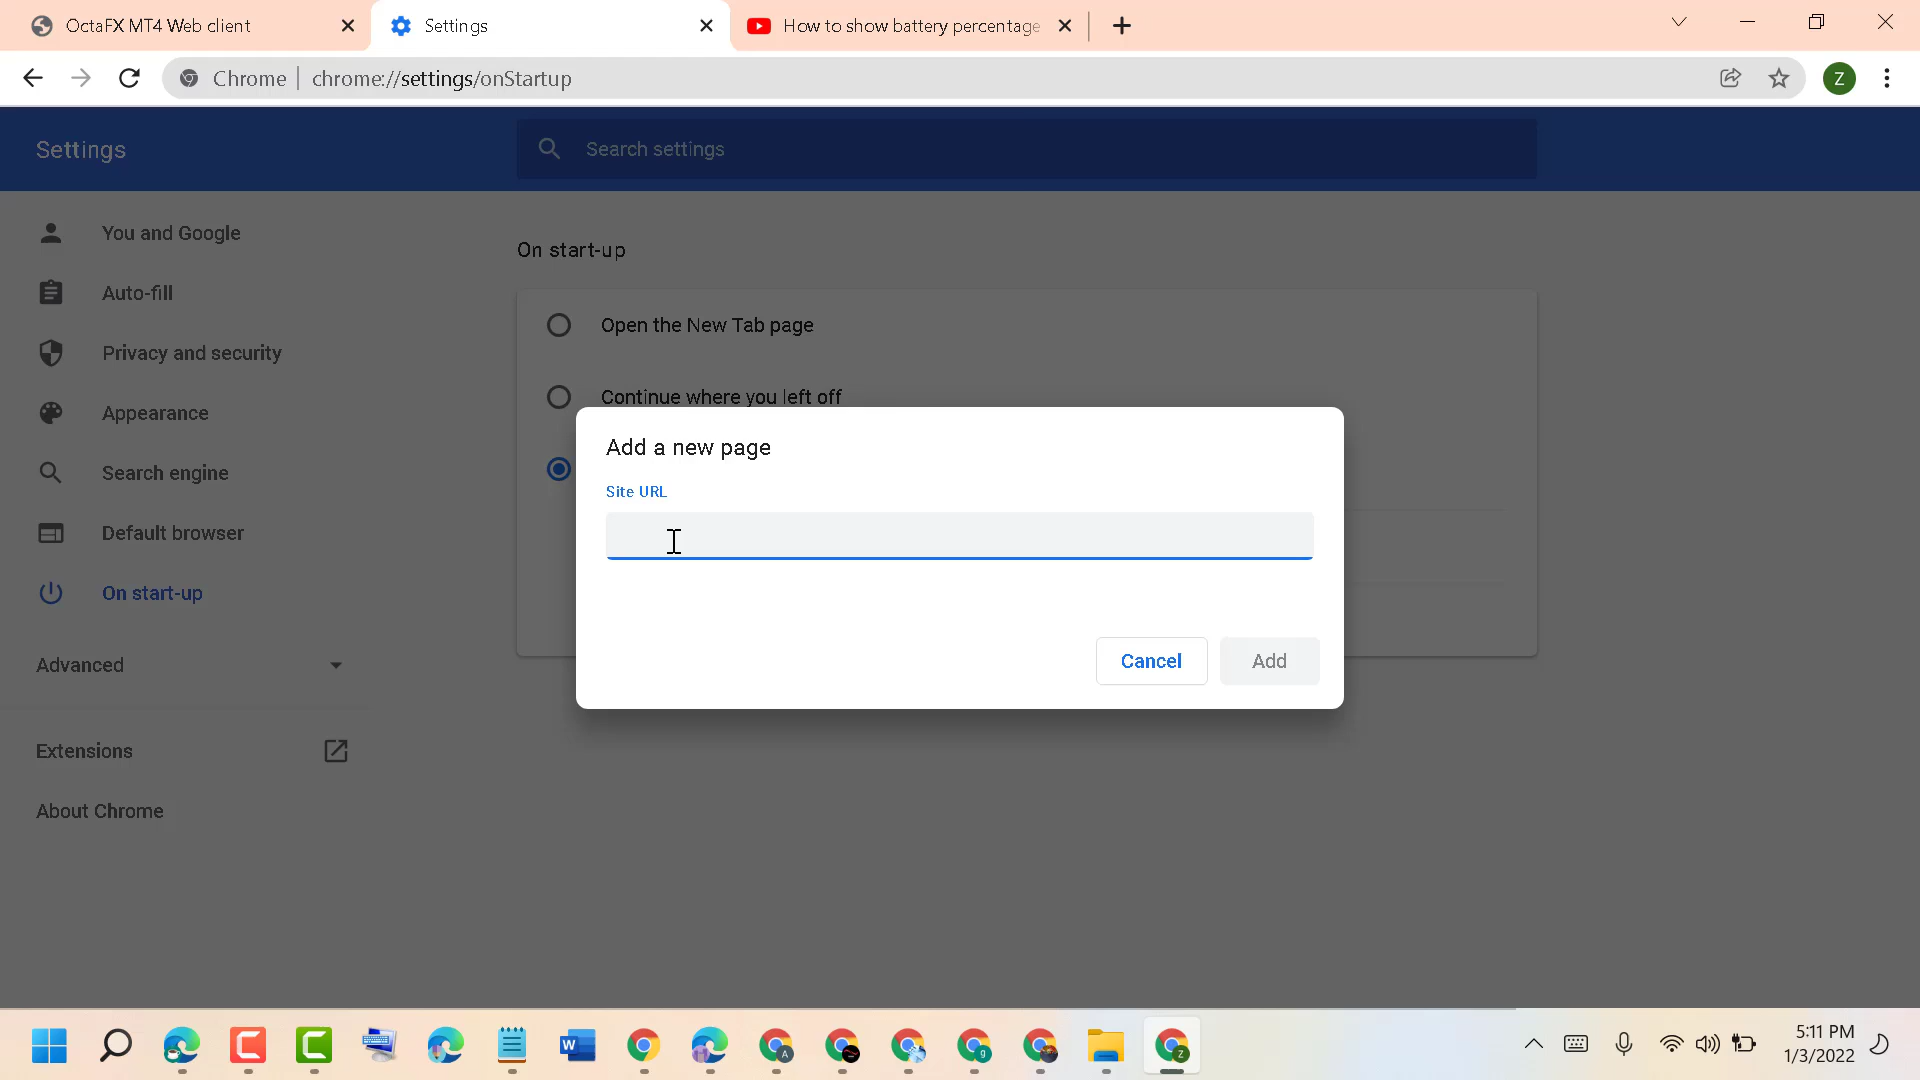 OctaFX MT4 Web client
Settings
How to show battery percentage
Chrome
chrome://settings/onStartup
Z
Settings
Search settings
You and Google
Auto-fill
Privacy and security
Appearance
Search engine
Default browser
On start-up
Advanced
Extensions
About Chrome
On start-up
Open the New Tab page
Continue where you left off
Add a new page
Site URL
Cancel
Add
W
A
g
Z
5:11 PM
1/3/2022